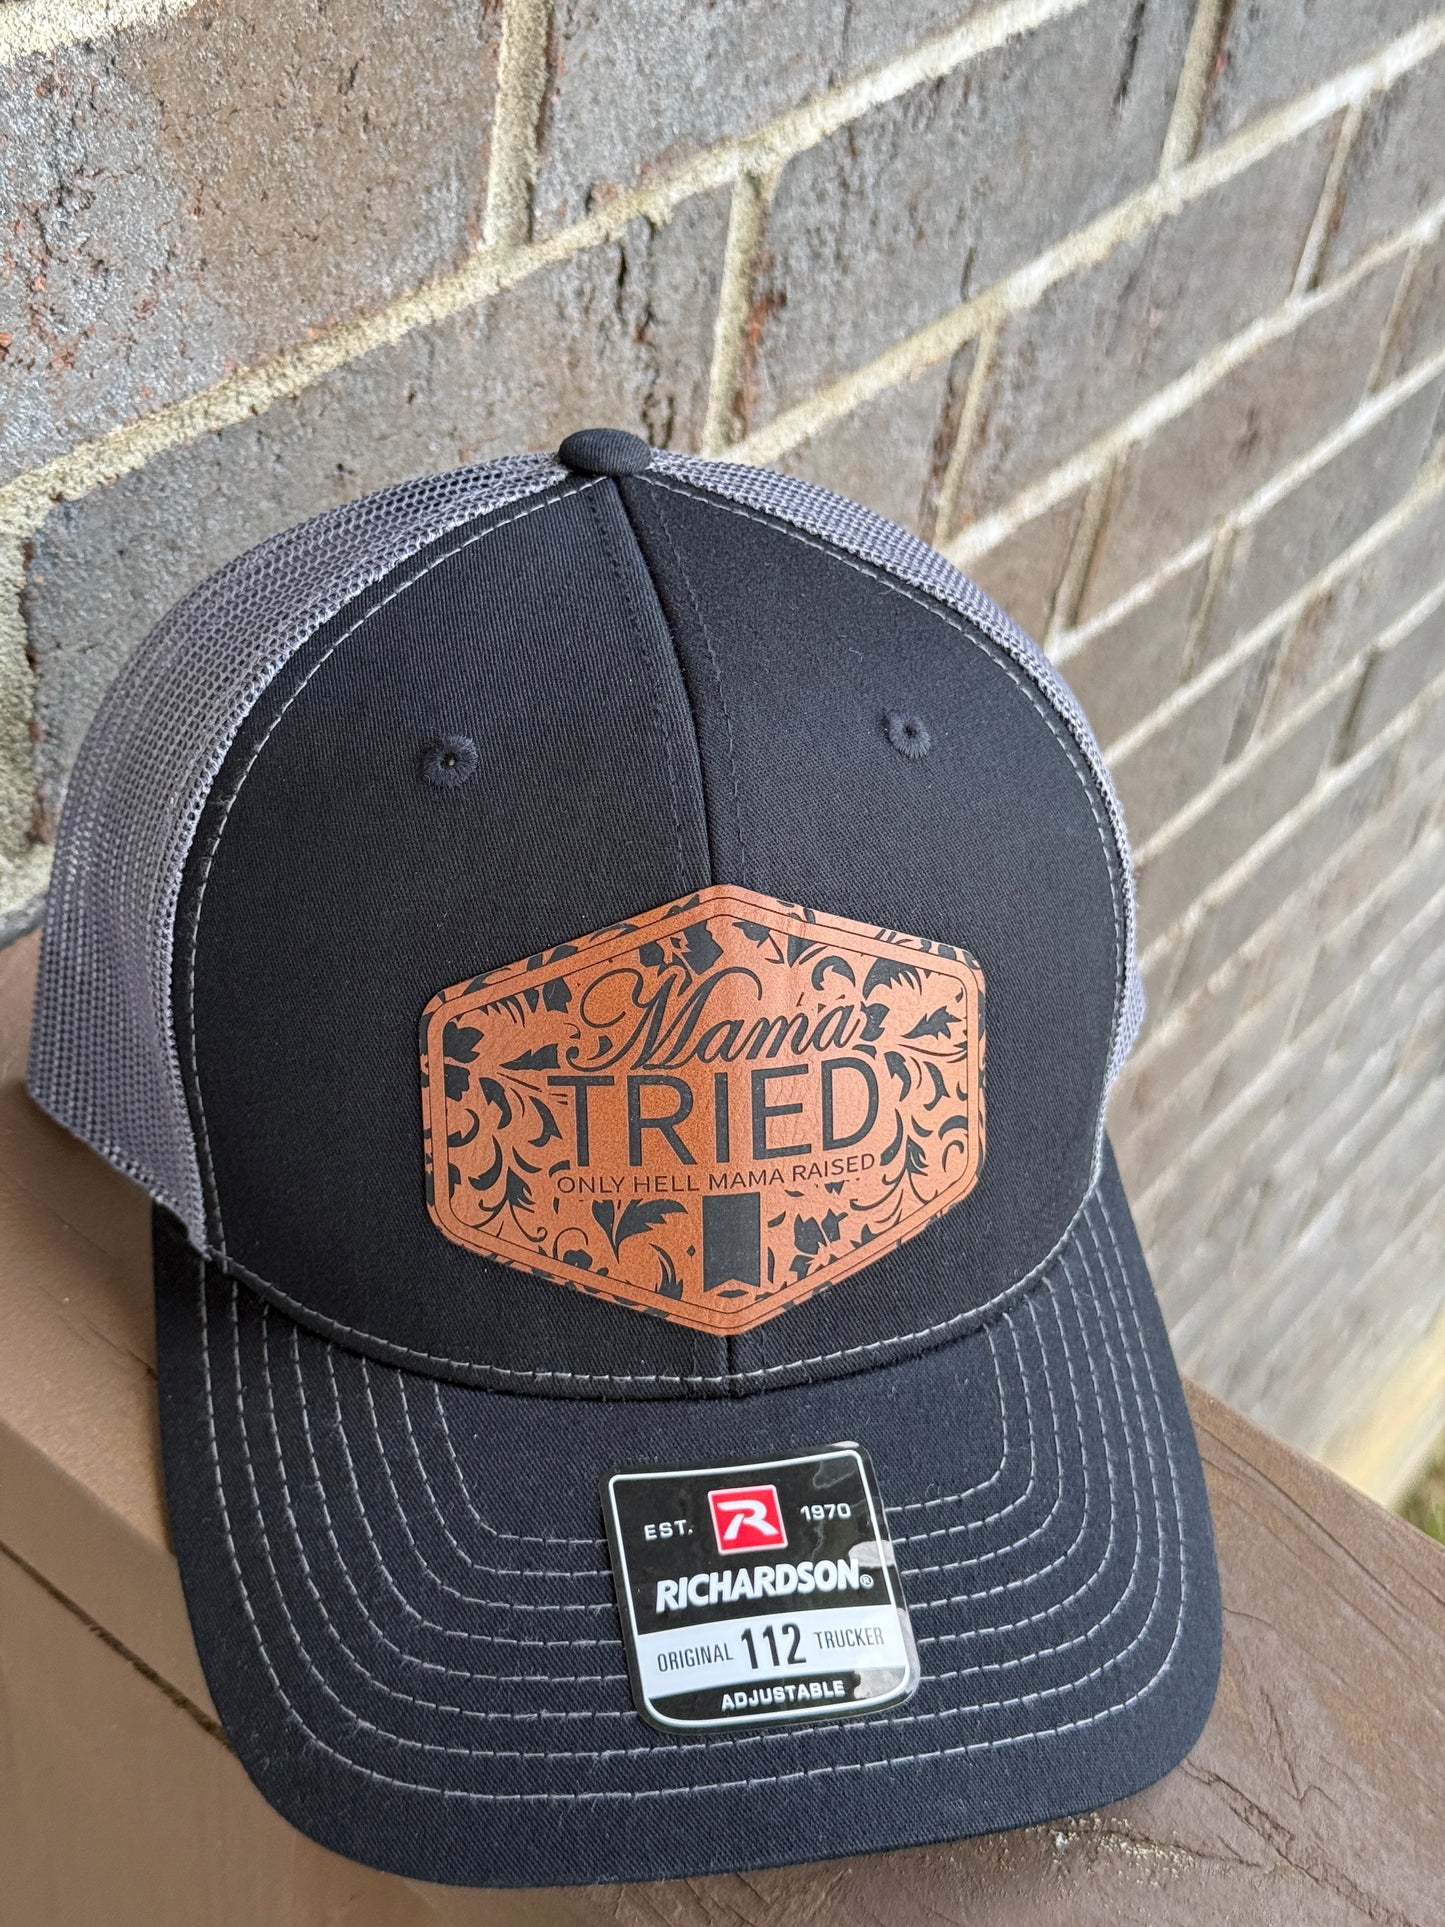 Mama
TRIED
ONLY HELL MAMA RAISED
EST. R 1970
RICHARDSON®
ORIGINAL 112 TRUCKER
ADJUSTABLE